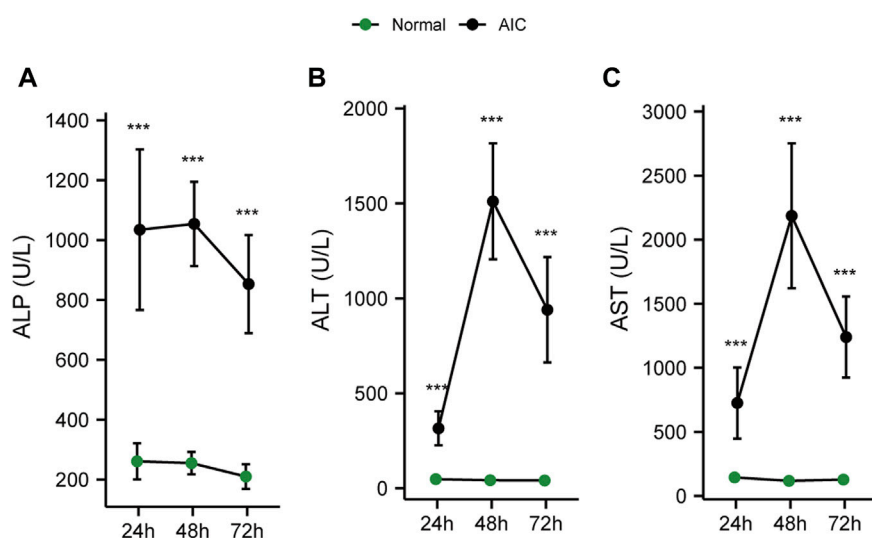 Normal AIC
A
1400
1200
1000
800
600
400
200
ALP (U/L)
***
***
***
24h 48h 72h
B
2000
1500
1000
500
0
ALT (U/L)
***
***
***
24h 48h 72h
C
3000
2500
2000
1500
1000
500
0
AST (U/L)
***
***
***
24h 48h 72h